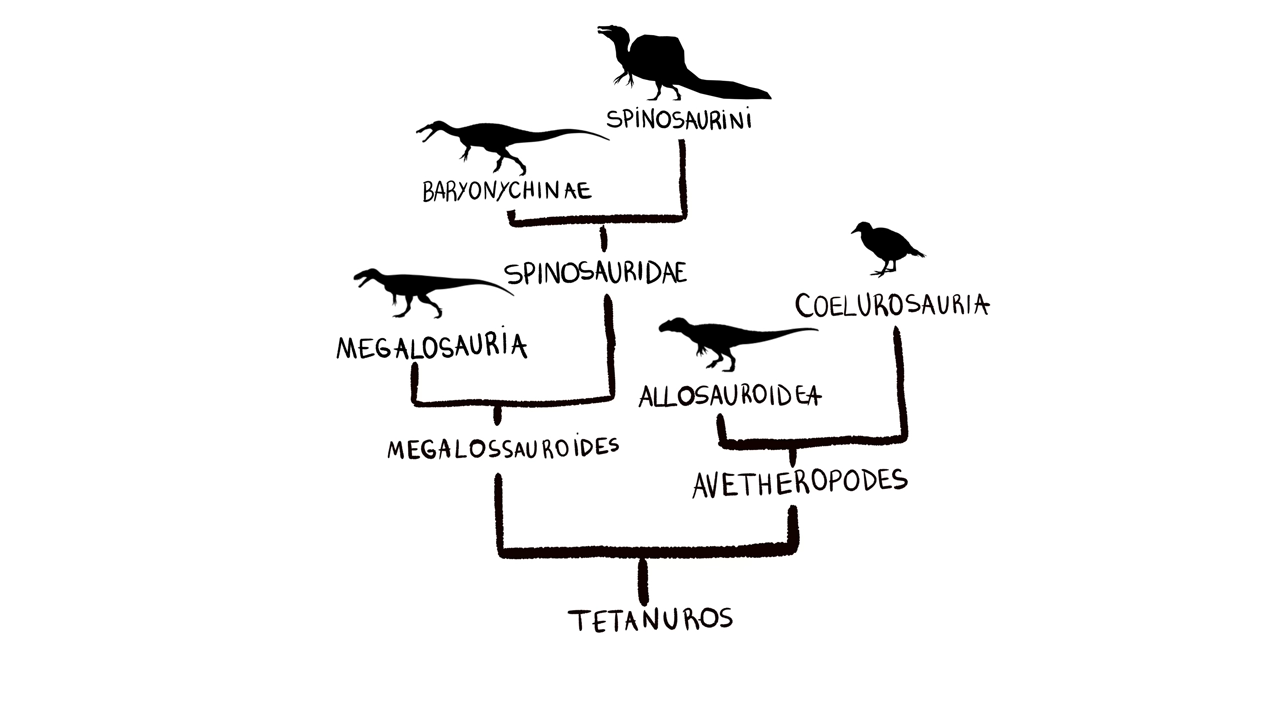 SPINOSAURINI
BARYONYCHINAE
SPINOSAURIDAE
COELUROSAURIA
MEGALOSAURIA
ALLOSAUROIDEA
MEGALOSSAUROIDES
AVETHEROPODES
TETANUROS